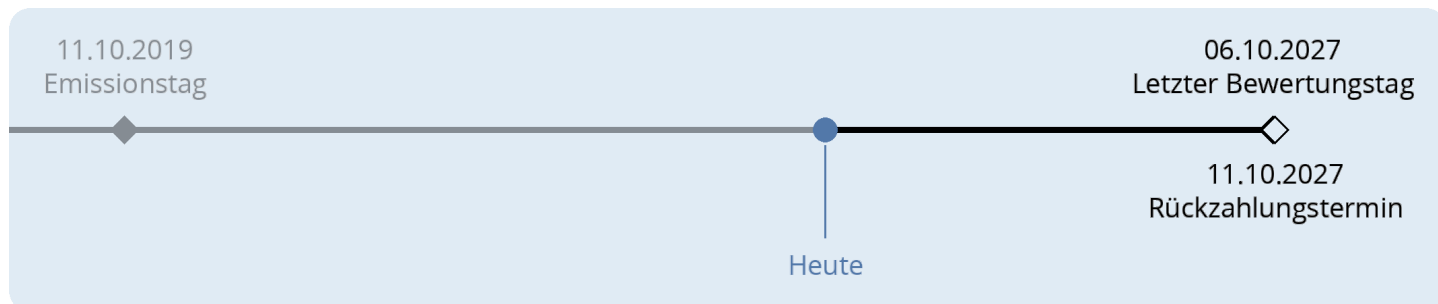 11.10.2019
Emissionstag
06.10.2027
Letzter Bewertungstag
11.10.2027
Rückzahlungstermin
Heute